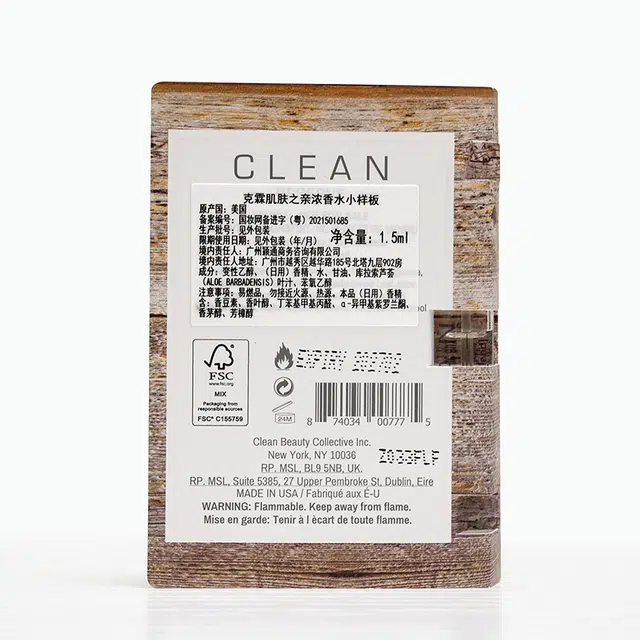 CLEAN
克霖肌肤之亲浓香水小样板
原产国：美国
备案编号：国妆网备进字（粤）2021501685
生产批号：见外包装
限期使用日期：见外包装（年/月） 净含量：1.5ml
境内责任人：广州颖通商务咨询有限公司
地址：广州市越秀区越华路185号北塔九层902房
成分：变性乙醇、（日用）香精、水、甘油、库拉索芦荟
（ALOE BARBADENSIS）叶汁、苯氧乙醇
注意事项：易燃品，勿接近火源、热源。本品（日用）香精
含：香豆素、香叶醇、丁苯基甲基丙醛、α-异甲基紫罗兰酮、
香茅醇、芳樟醇
FSC
www.fsc.org
MIX
Packaging from
responsible sources
FSC® C155759
24M
8 74034 00777 5
Clean Beauty Collective Inc.
New York, NY 10036
Z033FLF
RP. MSL, BL9 5NB, UK.
RP. MSL, Suite 5385, 27 Upper Pembroke St, Dublin, Eire
MADE IN USA / Fabriqué aux É-U
WARNING: Flammable. Keep away from flame.
Mise en garde: Tenir à l écart de toute flamme.